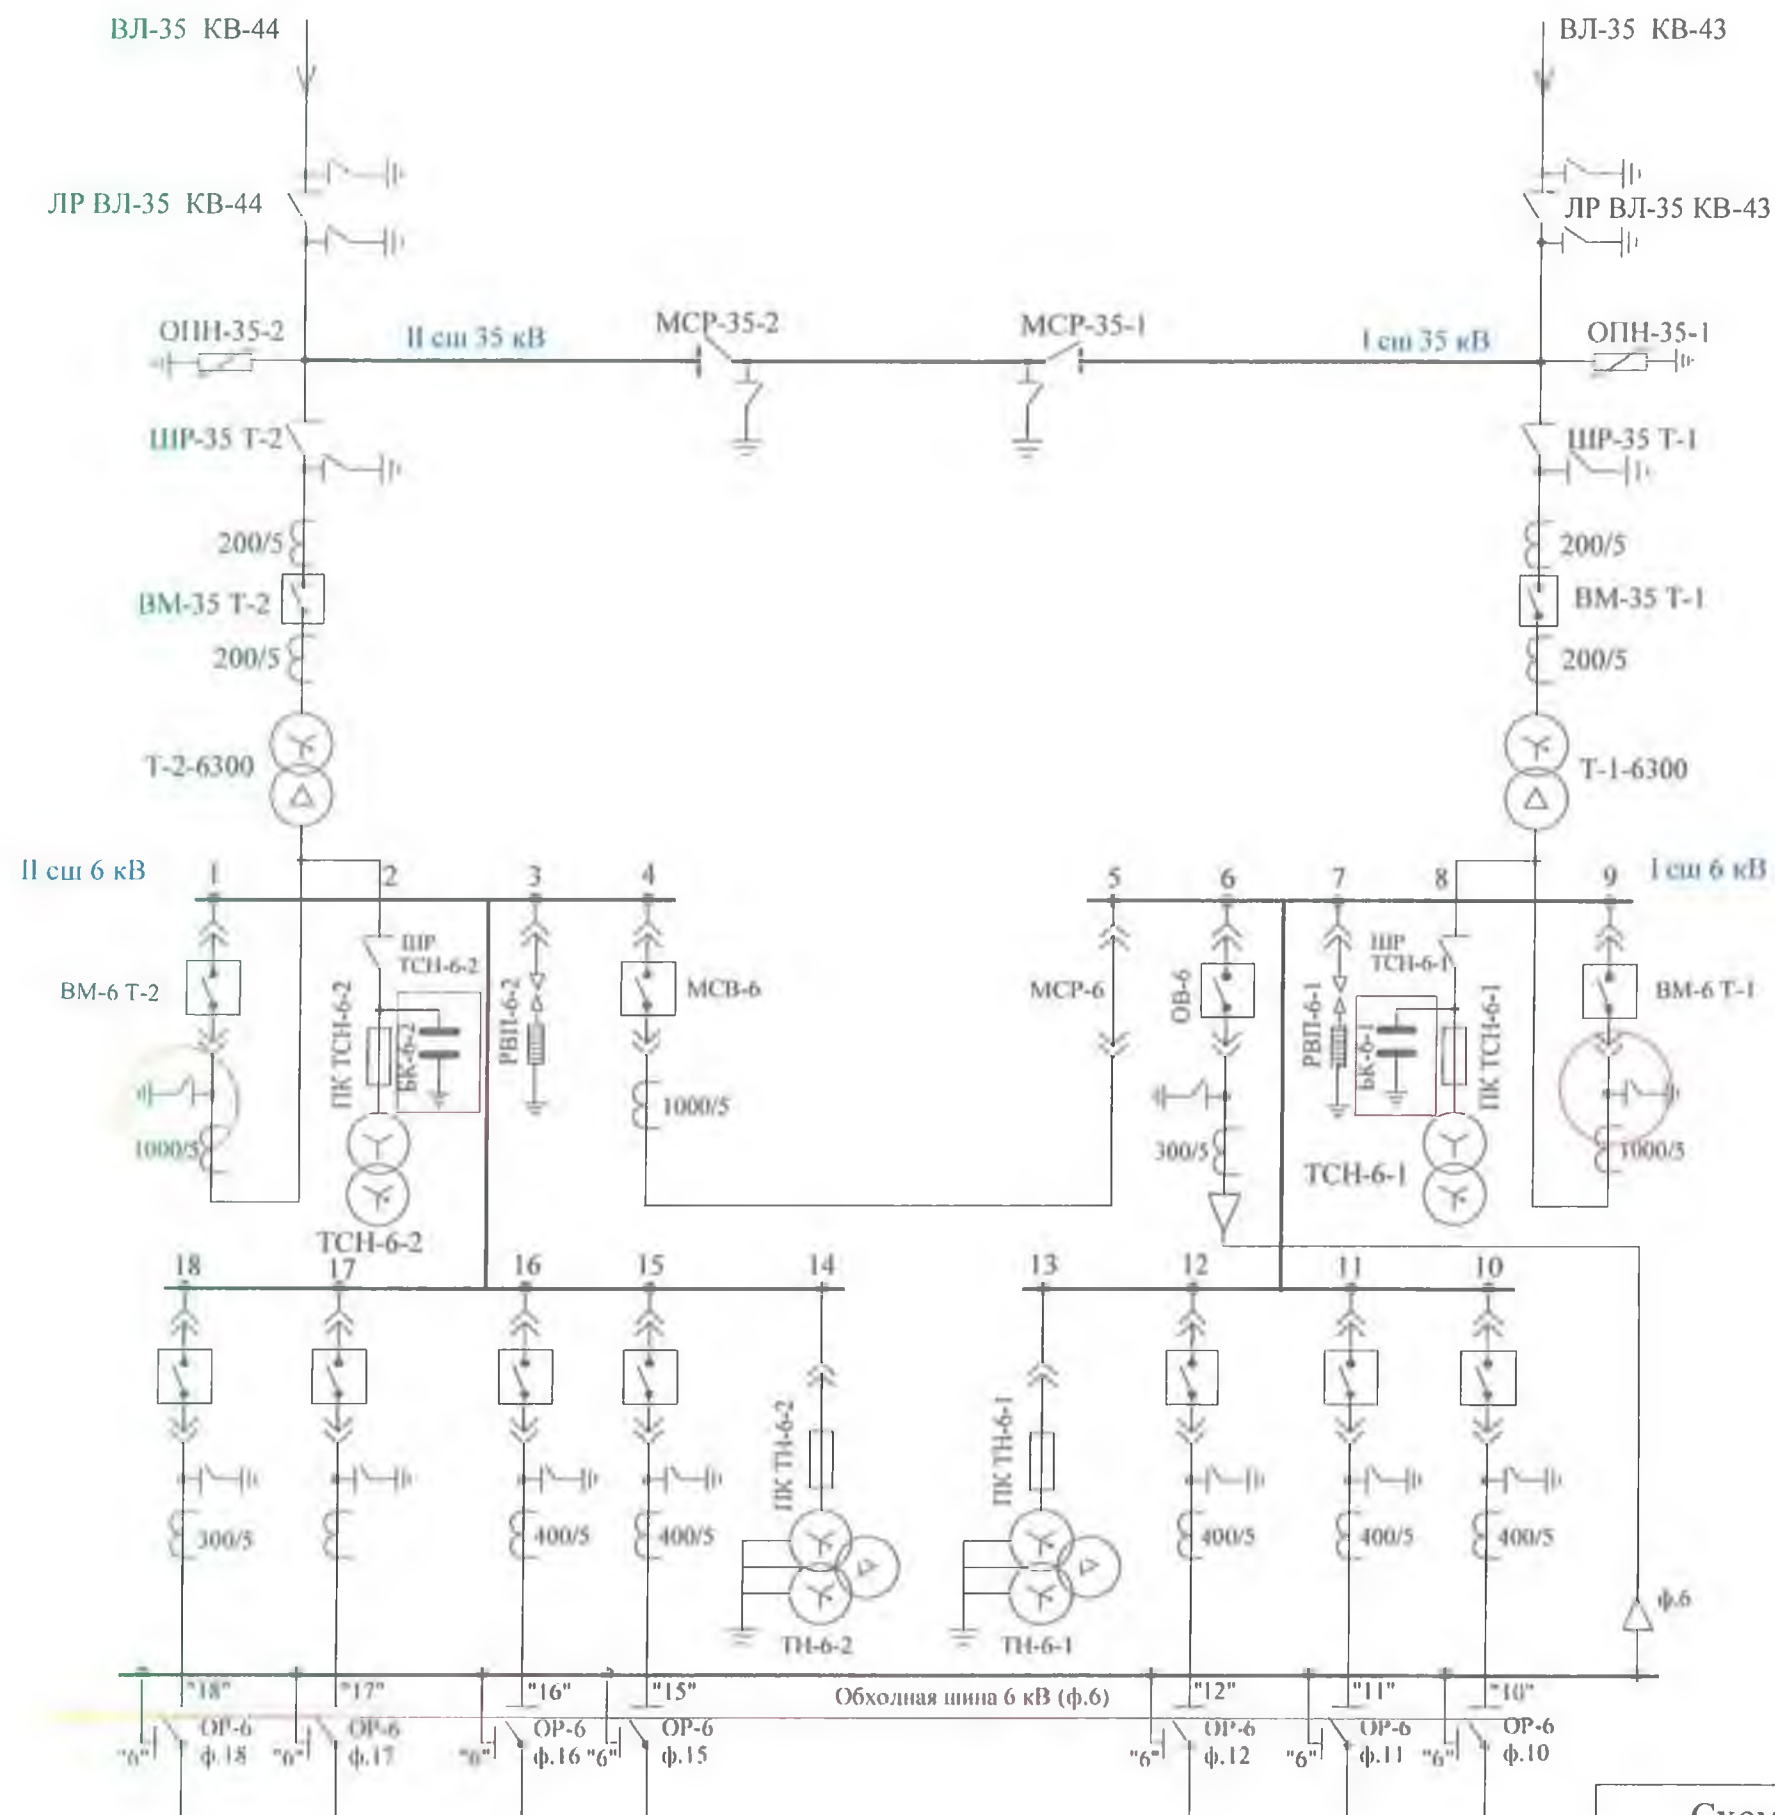 ВЛ-35 КВ-44
ВЛ-35 КВ-43
ЛР ВЛ-35 КВ-44
ЛР ВЛ-35 КВ-43
ОПН-35-2
II сш 35 кВ
МСР-35-2
МСР-35-1
I сш 35 кВ
ОПН-35-1
ШР-35 Т-2
ШР-35 Т-1
200/5
200/5
ВМ-35 Т-2
ВМ-35 Т-1
200/5
200/5
Т-2-6300
Т-1-6300
II сш 6 кВ
1
2
3
4
5
6
7
8
9
I сш 6 кВ
ШР
ТСН-6-2
ШР
ТСН-6-1
ВМ-6 Т-2
ПК ТСН-6-2
БК-6-2
РВП-6-2
МСВ-6
МСР-6
ОВ-6
РВП-6-1
БК-6-1
ПК ТСН-6-1
ВМ-6 Т-1
1000/5
1000/5
300/5
1000/5
ТСН-6-1
ТСН-6-2
18
17
16
15
14
13
12
11
10
ПК ТН-6-2
ПК ТН-6-1
300/5
400/5
400/5
400/5
400/5
400/5
ТН-6-2
ТН-6-1
ф.6
"18"
"17"
"16"
"15"
Обходная шина 6 кВ (ф.6)
"12"
"11"
"10"
"6"
ОР-6
ф.18
"6"
ОР-6
ф.17
"6"
ОР-6
ф.16
"6"
ОР-6
ф.15
"6"
ОР-6
ф.12
"6"
ОР-6
ф.11
"6"
ОР-6
ф.10